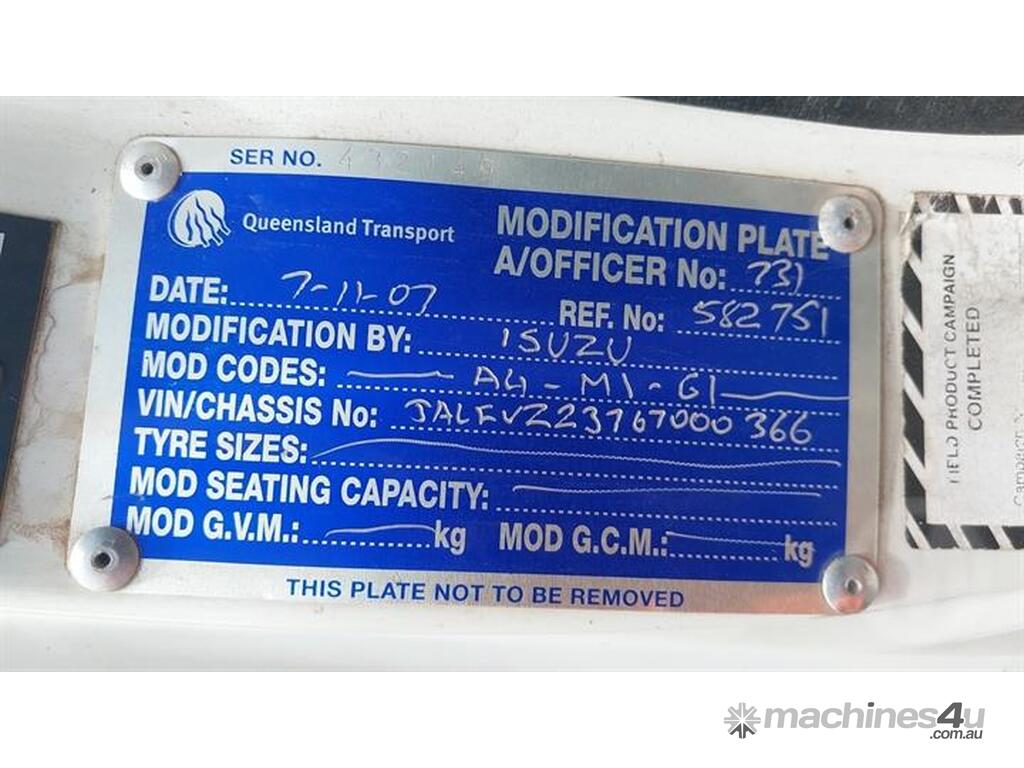 SER NO. 432146
Queensland Transport
MODIFICATION PLATE
A/OFFICER No: 731
DATE: 7-11-07
REF. No: 582751
MODIFICATION BY: ISUZU
MOD CODES: A4-M1-G1
VIN/CHASSIS No: JALFVZ23767000366
TYRE SIZES:
MOD SEATING CAPACITY:
MOD G.V.M.: kg MOD G.C.M.: kg
THIS PLATE NOT TO BE REMOVED
FIELD PRODUCT CAMPAIGN
COMPLETED
machines4u
.com.au